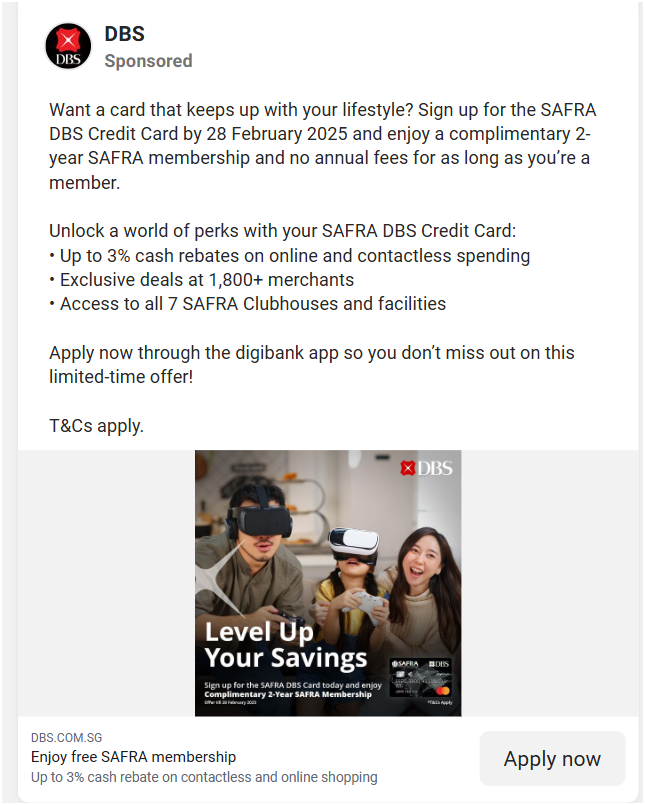 DBS
DBS
Sponsored
Want a card that keeps up with your lifestyle? Sign up for the SAFRA
DBS Credit Card by 28 February 2025 and enjoy a complimentary 2-
year SAFRA membership and no annual fees for as long as you’re a
member.
Unlock a world of perks with your SAFRA DBS Credit Card:
• Up to 3% cash rebates on online and contactless spending
• Exclusive deals at 1,800+ merchants
• Access to all 7 SAFRA Clubhouses and facilities
Apply now through the digibank app so you don’t miss out on this
limited-time offer!
T&Cs apply.
DBS
Level Up
Your Savings
Sign up for the SAFRA DBS Card today and enjoy
Complimentary 2-Year SAFRA Membership
Offer till 28 February 2025
SAFRA DBS
*T&Cs Apply
DBS.COM.SG
Enjoy free SAFRA membership
Up to 3% cash rebate on contactless and online shopping
Apply now